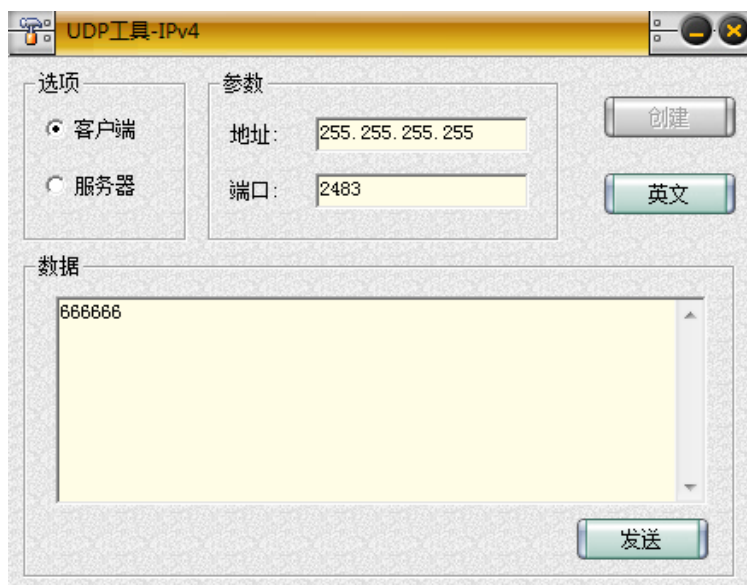 UDP工具-IPv4
选项
客户端
服务器
参数
地址:
255.255.255.255
端口:
2483
创建
英文
数据
666666
发送